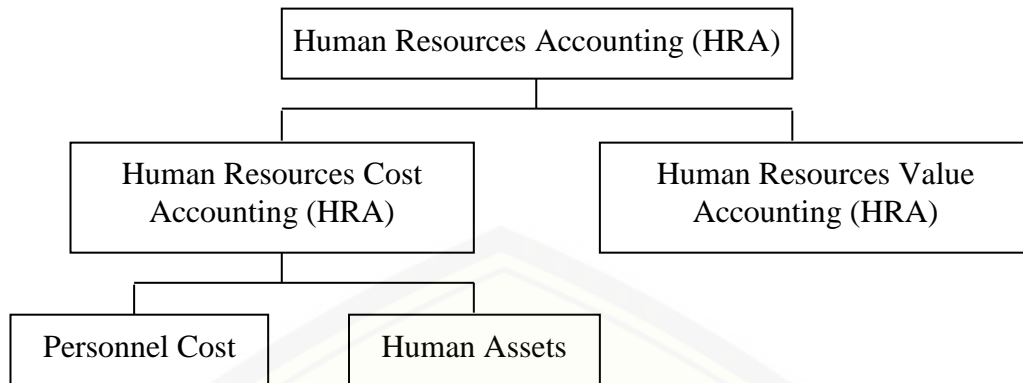 Human Resources Accounting (HRA)
Human Resources Cost
Accounting (HRA)
Human Resources Value
Accounting (HRA)
Personnel Cost
Human Assets